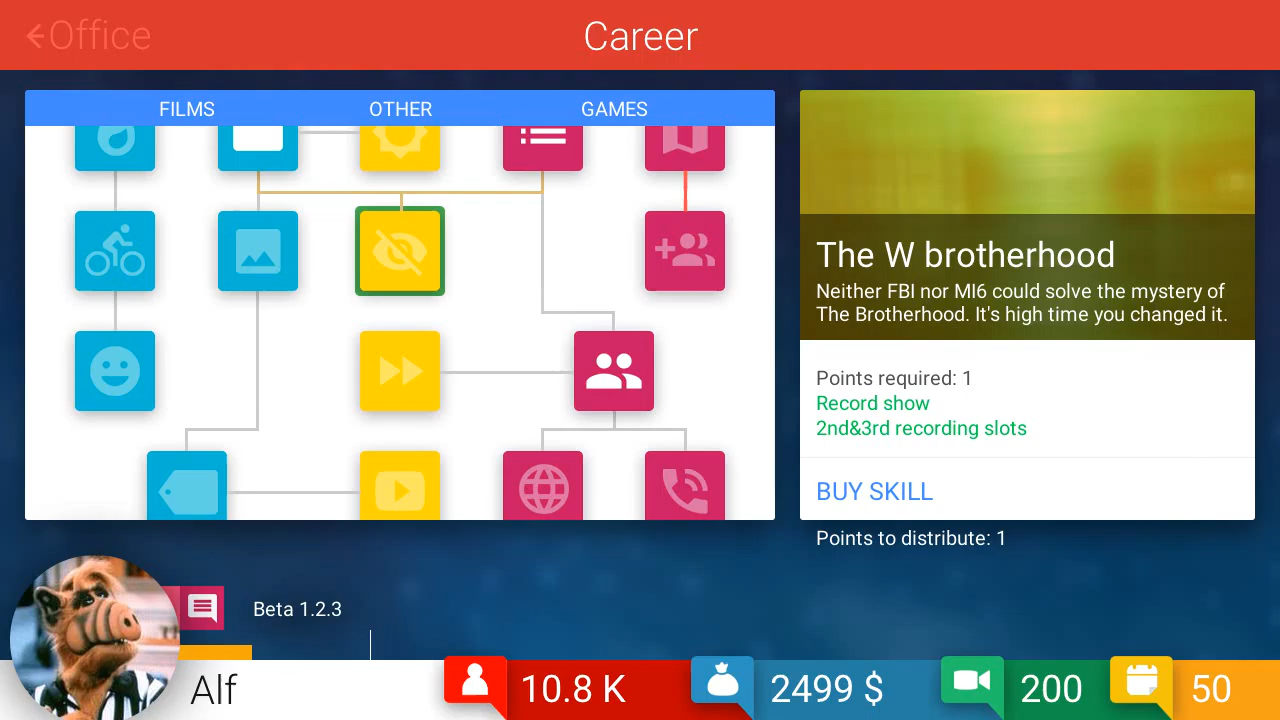 Office
Career
FILMS
OTHER
GAMES
The W brotherhood
Neither FBI nor MI6 could solve the mystery of
The Brotherhood. It's high time you changed it.
Points required: 1
Record show
2nd&3rd recording slots
BUY SKILL
Points to distribute: 1
Beta 1.2.3
Alf
10.8 K
2499 $
200
50